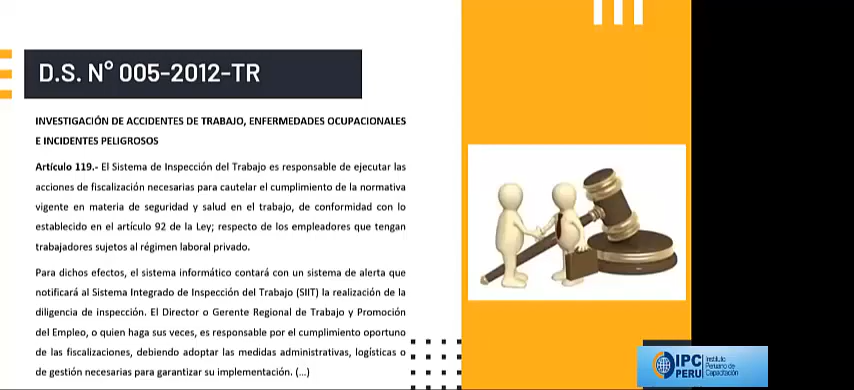 D.S. N° 005-2012-TR
INVESTIGACIÓN DE ACCIDENTES DE TRABAJO, ENFERMEDADES OCUPACIONALES
E INCIDENTES PELIGROSOS
Artículo 119.- El Sistema de Inspección del Trabajo es responsable de ejecutar las
acciones de fiscalización necesarias para cautelar el cumplimiento de la normativa
vigente en materia de seguridad y salud en el trabajo, de conformidad con lo
establecido en el artículo 92 de la Ley; respecto de los empleadores que tengan
trabajadores sujetos al régimen laboral privado.
Para dichos efectos, el sistema informático contará con un sistema de alerta que
notificará al Sistema Integrado de Inspección del Trabajo (SIIT) la realización de la
diligencia de inspección. El Director o Gerente Regional de Trabajo y Promoción
del Empleo, o quien haga sus veces, es responsable por el cumplimiento oportuno
de las fiscalizaciones, debiendo adoptar las medidas administrativas, logísticas o
de gestión necesarias para garantizar su implementación. (...)
IPC
PERU
Instituto
Peruano de
Capacitación